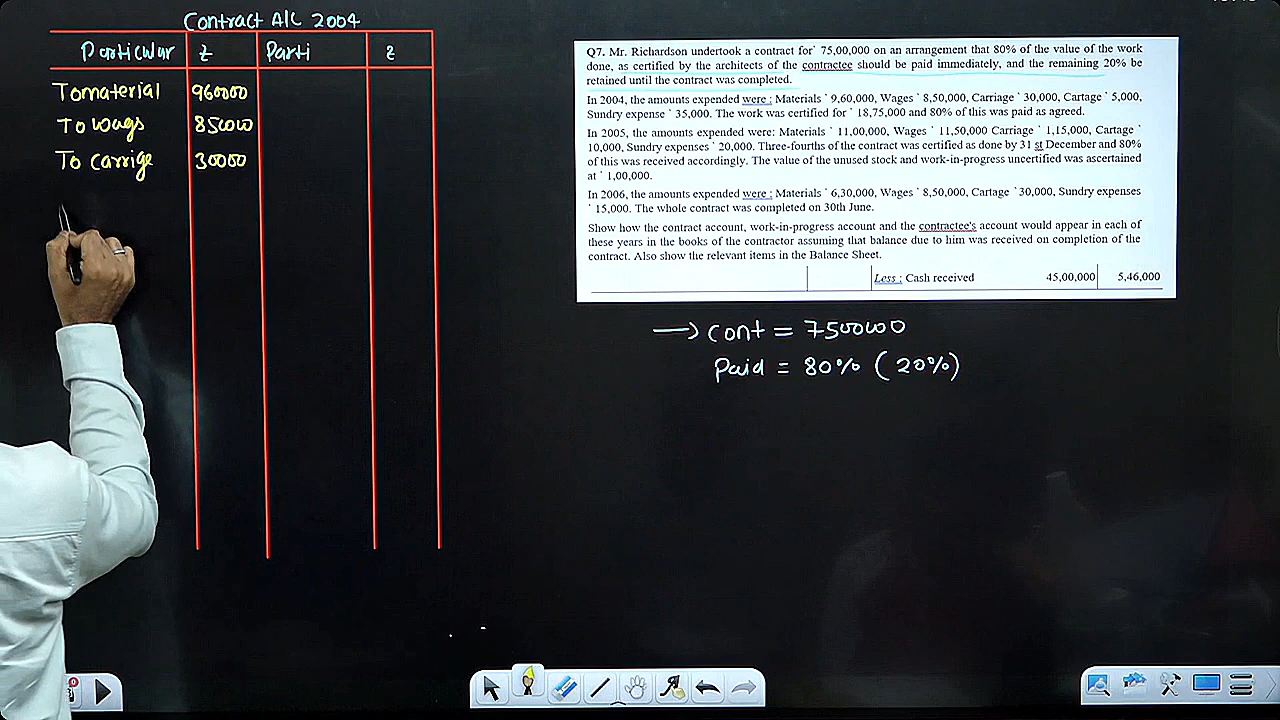 Contract A/C 2004
Particular ₹ Parti ₹
To material 960000
To wags 850000
To carrige 30000
Q7. Mr. Richardson undertook a contract for` 75,00,000 on an arrangement that 80% of the value of the work
done, as certified by the architects of the contractee should be paid immediately, and the remaining 20% be
retained until the contract was completed.
In 2004, the amounts expended were : Materials ` 9,60,000, Wages ` 8,50,000, Carriage ` 30,000, Cartage ` 5,000,
Sundry expense ` 35,000. The work was certified for ` 18,75,000 and 80% of this was paid as agreed.
In 2005, the amounts expended were: Materials ` 11,00,000, Wages ` 11,50,000 Carriage ` 1,15,000, Cartage `
10,000, Sundry expenses ` 20,000. Three-fourths of the contract was certified as done by 31 st December and 80%
of this was received accordingly. The value of the unused stock and work-in-progress uncertified was ascertained
at ` 1,00,000.
In 2006, the amounts expended were : Materials ` 6,30,000, Wages ` 8,50,000, Cartage `30,000, Sundry expenses
` 15,000. The whole contract was completed on 30th June.
Show how the contract account, work-in-progress account and the contractee's account would appear in each of
these years in the books of the contractor assuming that balance due to him was received on completion of the
contract. Also show the relevant items in the Balance Sheet.
Less : Cash received 45,00,000 5,46,000
→ cont = 7500000
Paid = 80% (20%)